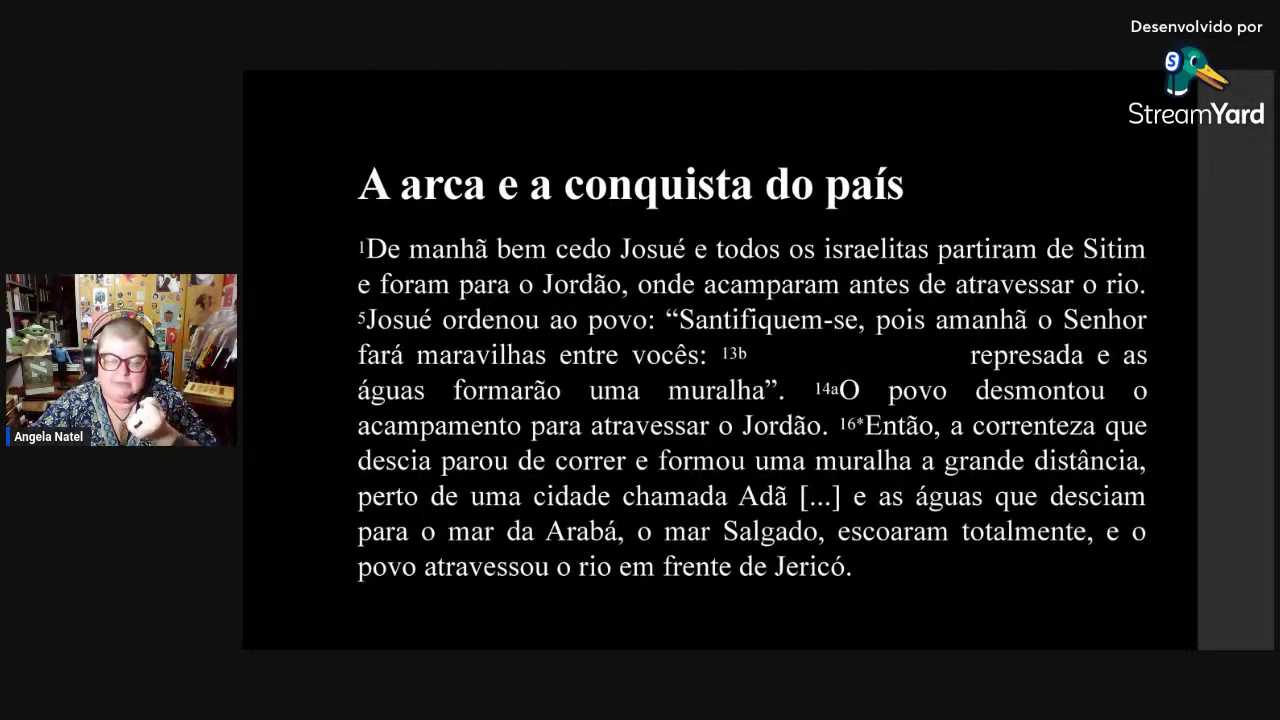 Desenvolvido por
StreamYard
A arca e a conquista do país
1De manhã bem cedo Josué e todos os israelitas partiram de Sitim
e foram para o Jordão, onde acamparam antes de atravessar o rio.
5Josué ordenou ao povo: “Santifiquem-se, pois amanhã o Senhor
fará maravilhas entre vocês: 13b represada e as
águas formarão uma muralha”. 14aO povo desmontou o
acampamento para atravessar o Jordão. 16*Então, a correnteza que
descia parou de correr e formou uma muralha a grande distância,
perto de uma cidade chamada Adã [...] e as águas que desciam
para o mar da Arabá, o mar Salgado, escoaram totalmente, e o
povo atravessou o rio em frente de Jericó.
Angela Natel